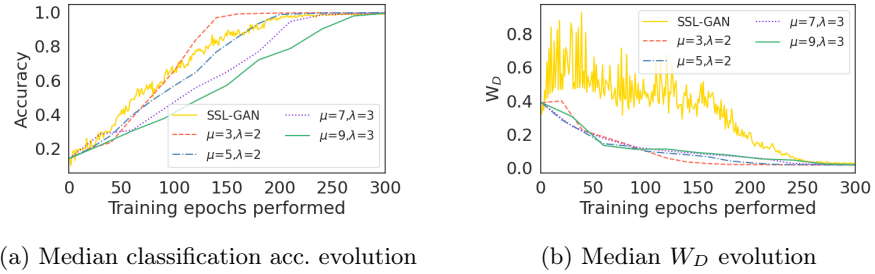 1.0
0.8
0.6
0.4
0.2
Accuracy
SSL-GAN
μ=3,λ=2
μ=5,λ=2
μ=7,λ=3
μ=9,λ=3
0 50 100 150 200 250 300
Training epochs performed
(a) Median classification acc. evolution
0.8
0.6
0.4
0.2
0.0
W_D
SSL-GAN
μ=3,λ=2
μ=5,λ=2
μ=7,λ=3
μ=9,λ=3
0 50 100 150 200 250 300
Training epochs performed
(b) Median W_D evolution